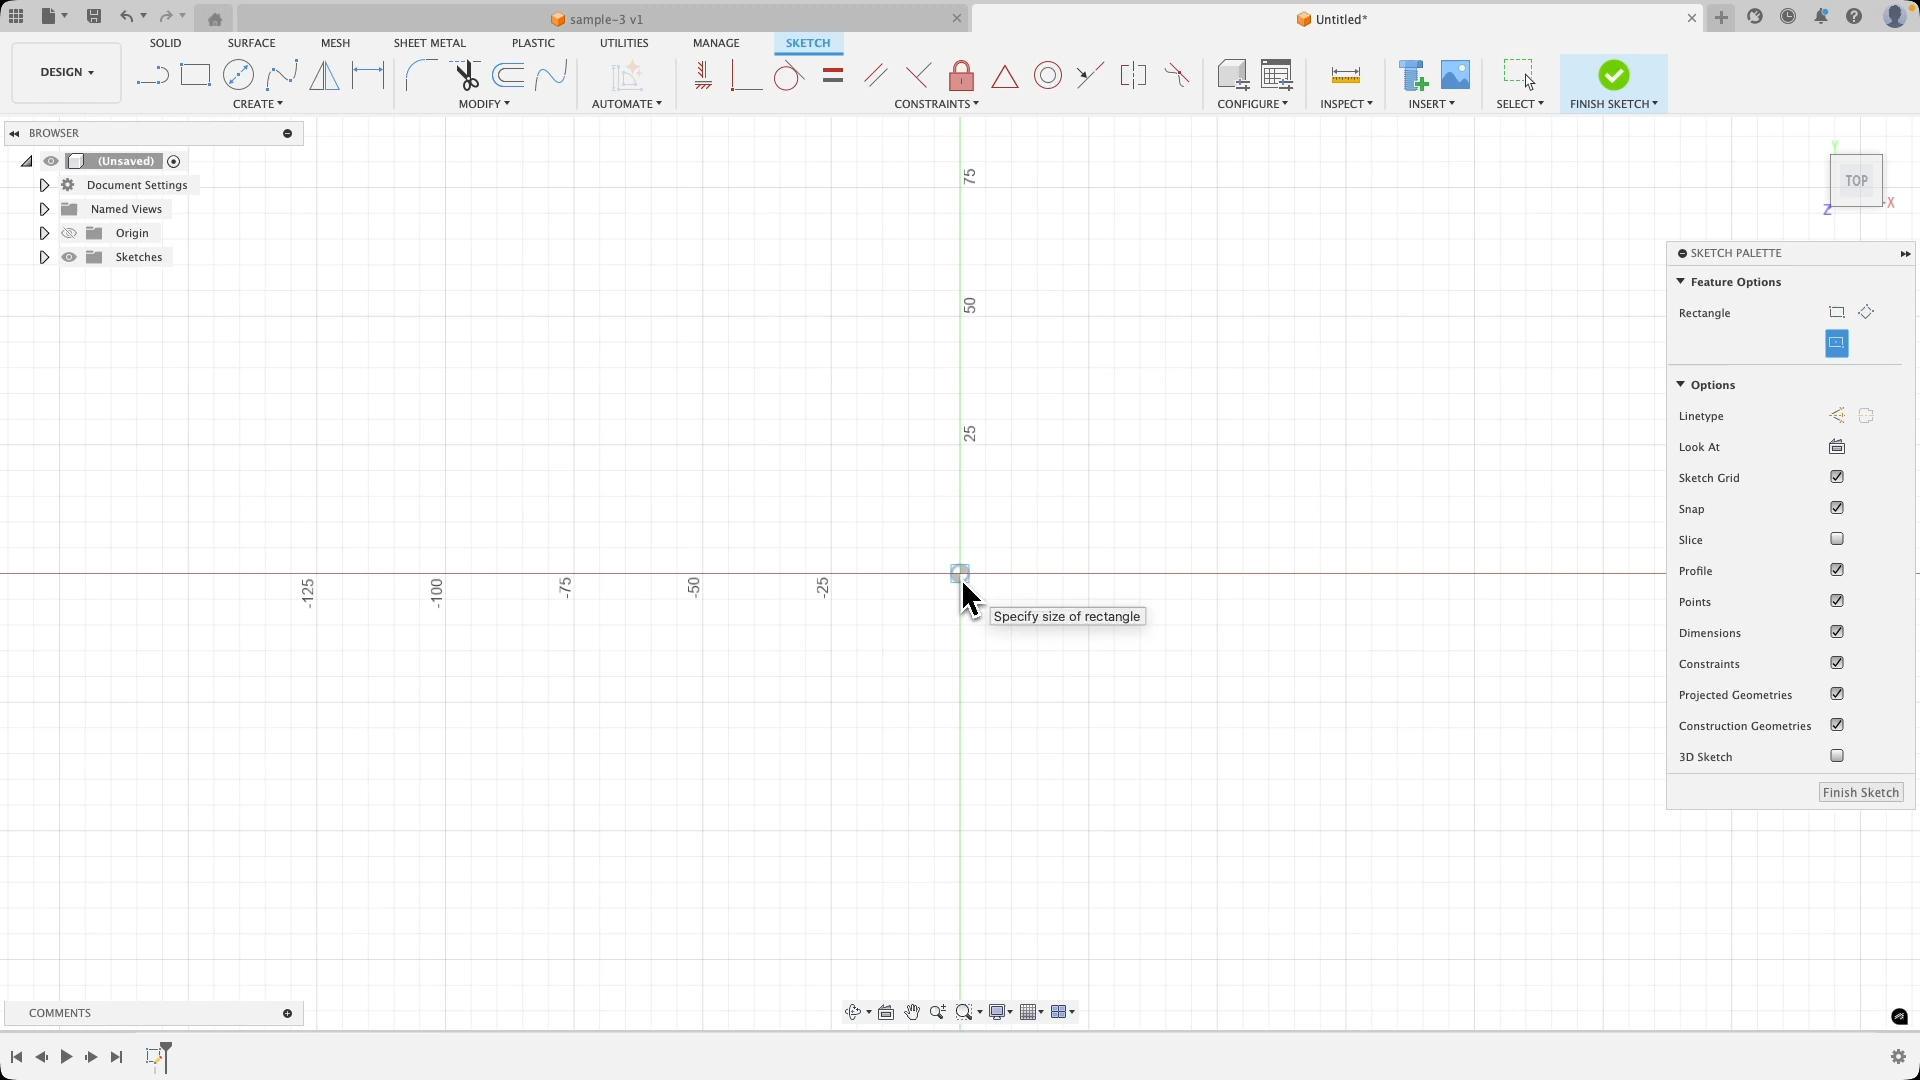 sample-3 v1
Untitled*
SOLID
SURFACE
MESH
SHEET METAL
PLASTIC
UTILITIES
MANAGE
SKETCH
DESIGN
CREATE
MODIFY
AUTOMATE
CONSTRAINTS
CONFIGURE
INSPECT
INSERT
SELECT
FINISH SKETCH
BROWSER
(Unsaved)
Document Settings
Named Views
Origin
Sketches
75
50
25
-125
-100
-75
-50
-25
Specify size of rectangle
Y
TOP
Z
X
SKETCH PALETTE
Feature Options
Rectangle
Options
Linetype
Look At
Sketch Grid
Snap
Slice
Profile
Points
Dimensions
Constraints
Projected Geometries
Construction Geometries
3D Sketch
Finish Sketch
COMMENTS